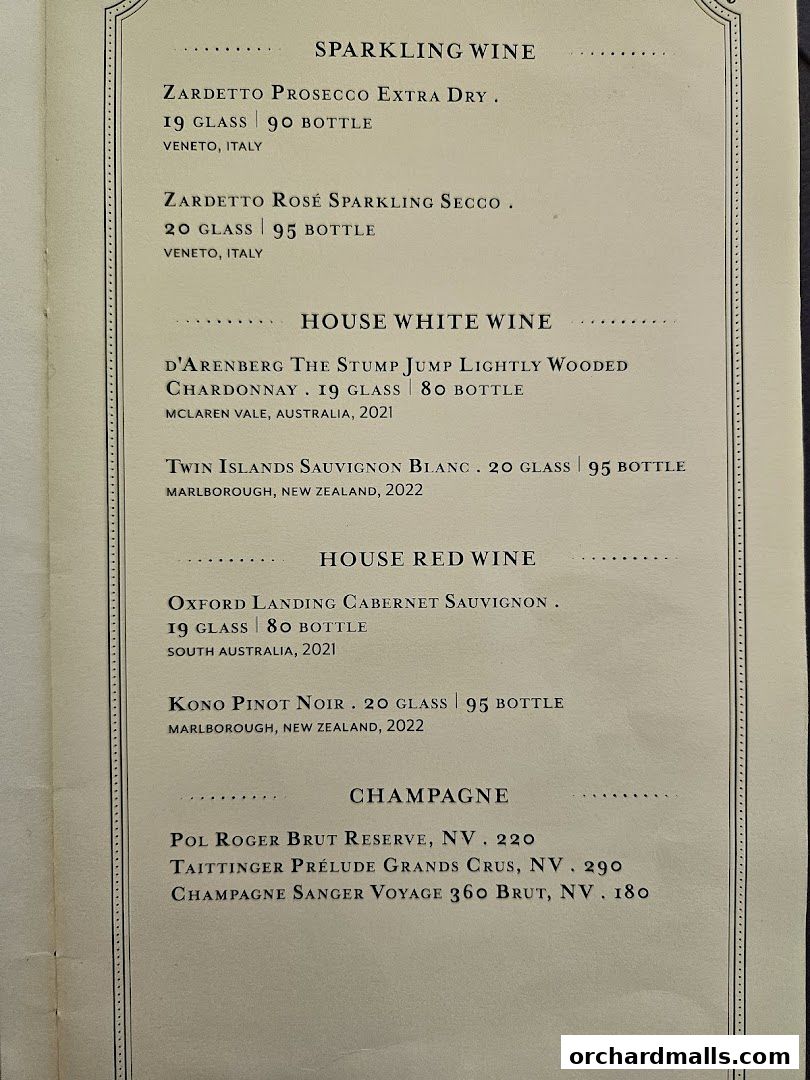 SPARKLING WINE
ZARDETTO PROSECCO EXTRA DRY .
19 GLASS | 90 BOTTLE
VENETO, ITALY
ZARDETTO ROSÉ SPARKLING SECCO .
20 GLASS | 95 BOTTLE
VENETO, ITALY
HOUSE WHITE WINE
D'ARENBERG THE STUMP JUMP LIGHTLY WOODED
CHARDONNAY . 19 GLASS | 80 BOTTLE
MCLAREN VALE, AUSTRALIA, 2021
TWIN ISLANDS SAUVIGNON BLANC . 20 GLASS | 95 BOTTLE
MARLBOROUGH, NEW ZEALAND, 2022
HOUSE RED WINE
OXFORD LANDING CABERNET SAUVIGNON .
19 GLASS | 80 BOTTLE
SOUTH AUSTRALIA, 2021
KONO PINOT NOIR . 20 GLASS | 95 BOTTLE
MARLBOROUGH, NEW ZEALAND, 2022
CHAMPAGNE
POL ROGER BRUT RESERVE, NV . 220
TAITTINGER PRÉLUDE GRANDS CRUS, NV . 290
CHAMPAGNE SANGER VOYAGE 360 BRUT, NV . 180
orchardmalls.com